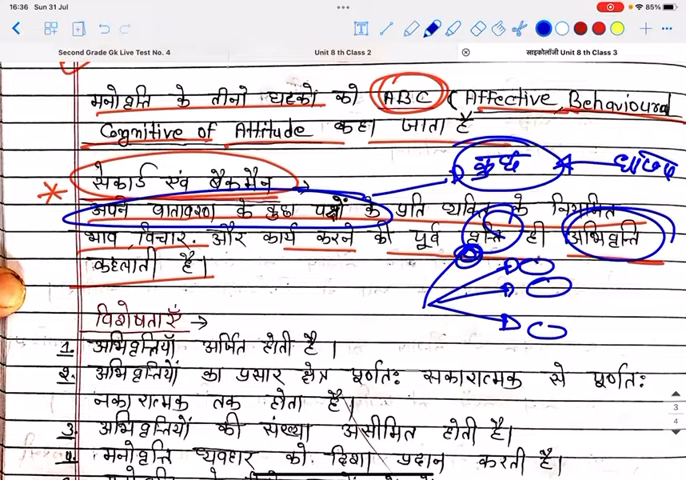 16:36 Sun 31 Jul
85%
Second Grade Gk Live Test No. 4
Unit 8 th Class 2
साइकोलॉजी Unit 8 th Class 3
मनोवृत्ति के तीनो घटकों को ABC ( Affective, Behavioural
Cognitive of Attitude कहा जाता है
* सेकार्ड एवं बैकमैन →
अपने वातावरण के कुछ पक्षों के प्रति व्यक्ति के नियमित
भाव, विचार और कार्य करने की पूर्व वृत्ति ही अभिवृत्ति
कहलाती है।
विशेषताएँ →
1. अभिवृत्तियाँ अर्जित होती है।
2. अभिवृत्तियों का प्रसार क्षेत्र पूर्णतः सकारात्मक से पूर्णतः
नकारात्मक तक होता है।
3. अभिवृत्तियों की संख्या असीमित होती है।
4. मनोवृत्ति व्यवहार को दिशा प्रदान करती है।
3
4